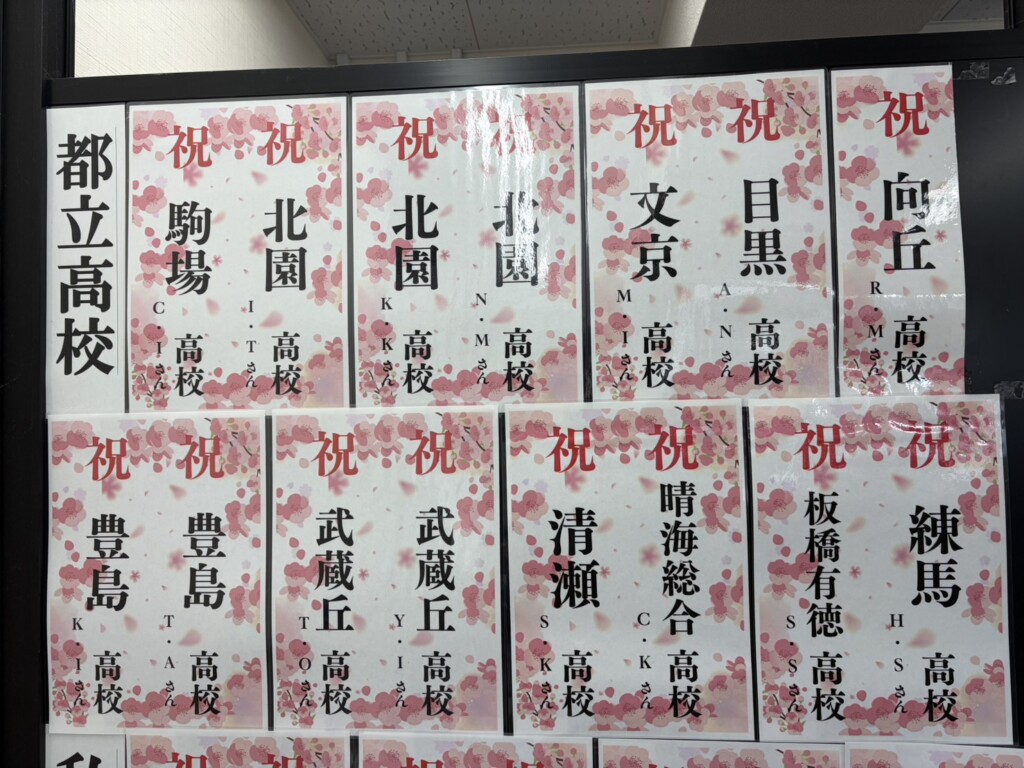 都立高校
祝
駒場高校
C・Iさん
祝
北園高校
I・Tさん
祝
北園高校
K・Kさん
祝
北園高校
N・Mさん
祝
文京高校
M・Iさん
祝
目黒高校
A・Nさん
祝
向丘高校
R・Mさん
祝
豊島高校
K・Iさん
祝
豊島高校
T・Aさん
祝
武蔵丘高校
T・Oさん
祝
武蔵丘高校
Y・Iさん
祝
清瀬高校
S・Kさん
祝
晴海総合高校
C・Kさん
祝
板橋有徳高校
S・Sさん
祝
練馬高校
H・Sさん